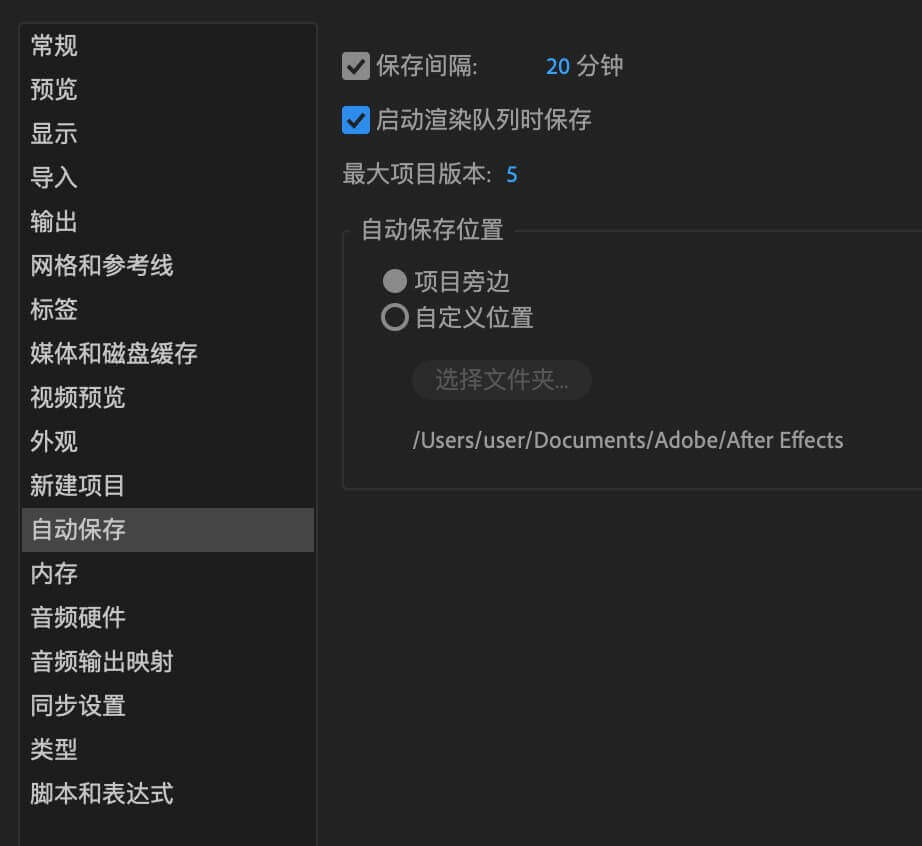 常规
预览
显示
导入
输出
网格和参考线
标签
媒体和磁盘缓存
视频预览
外观
新建项目
自动保存
内存
音频硬件
音频输出映射
同步设置
类型
脚本和表达式
保存间隔: 20 分钟
启动渲染队列时保存
最大项目版本: 5
自动保存位置
项目旁边
自定义位置
选择文件夹...
/Users/user/Documents/Adobe/After Effects